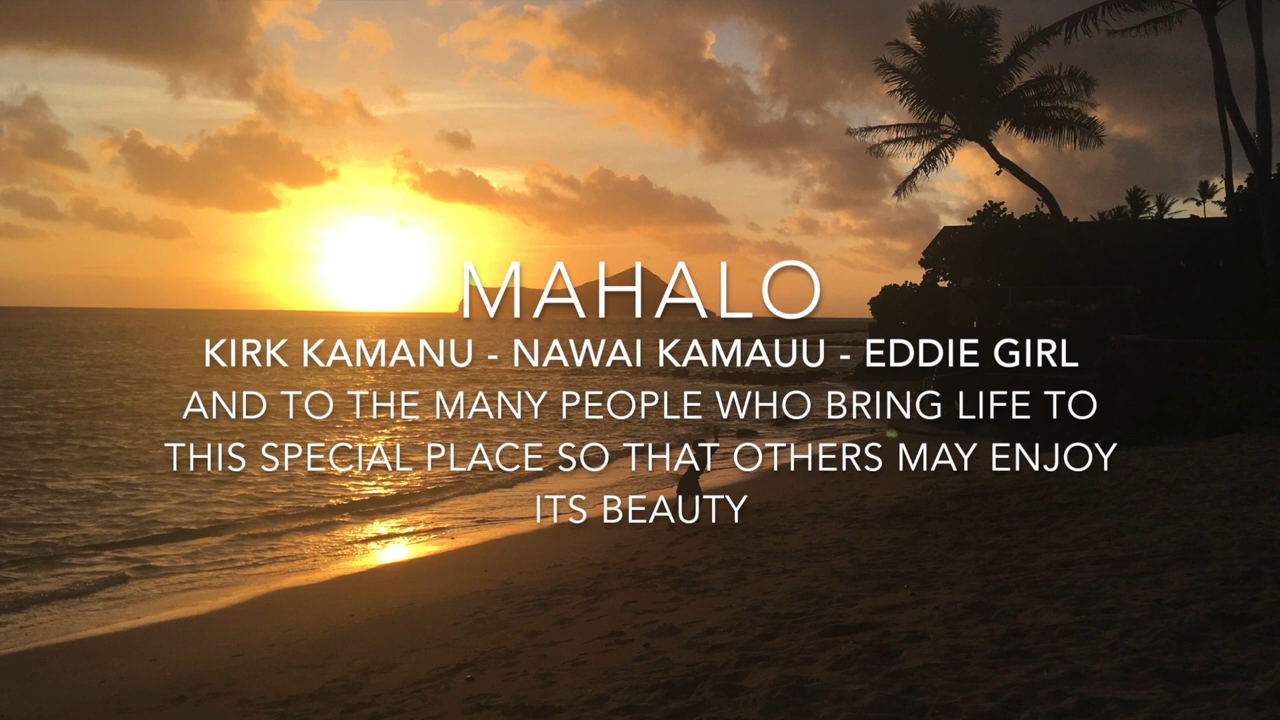 MAHALO
KIRK KAMANU - NAWAI KAMAUU - EDDIE GIRL
AND TO THE MANY PEOPLE WHO BRING LIFE TO
THIS SPECIAL PLACE SO THAT OTHERS MAY ENJOY
ITS BEAUTY